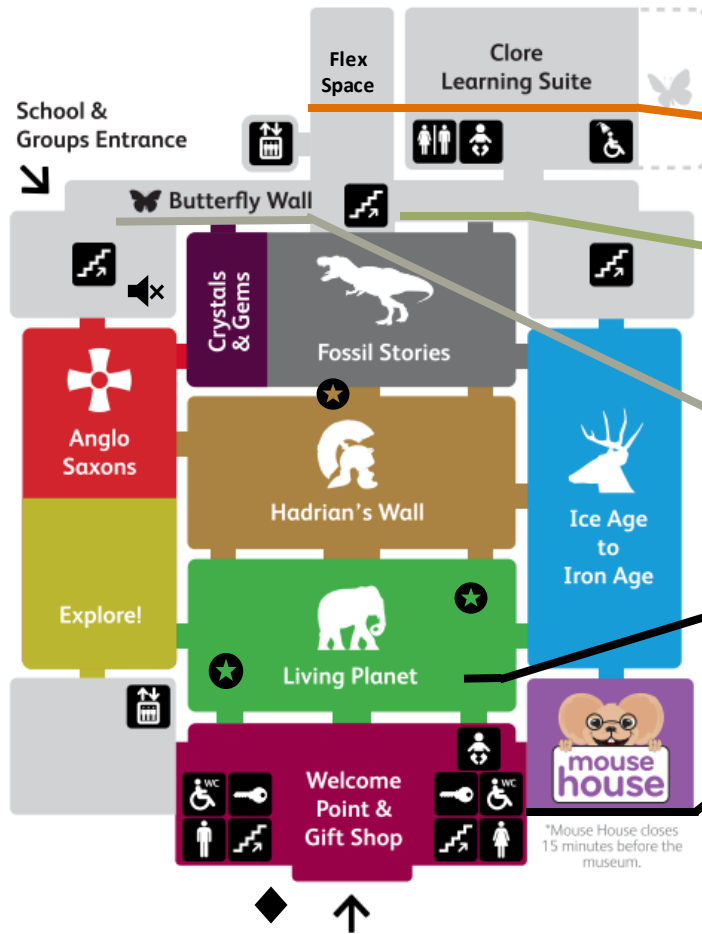 Flex
Space
Clore
Learning Suite
School &
Groups Entrance
Butterfly Wall
Crystals
& Gems
Fossil Stories
Anglo
Saxons
Hadrian's Wall
Ice Age
to
Iron Age
Explore!
Living Planet
mouse
house
Welcome
Point &
Gift Shop
WC
WC
*Mouse House closes
15 minutes before the
museum.